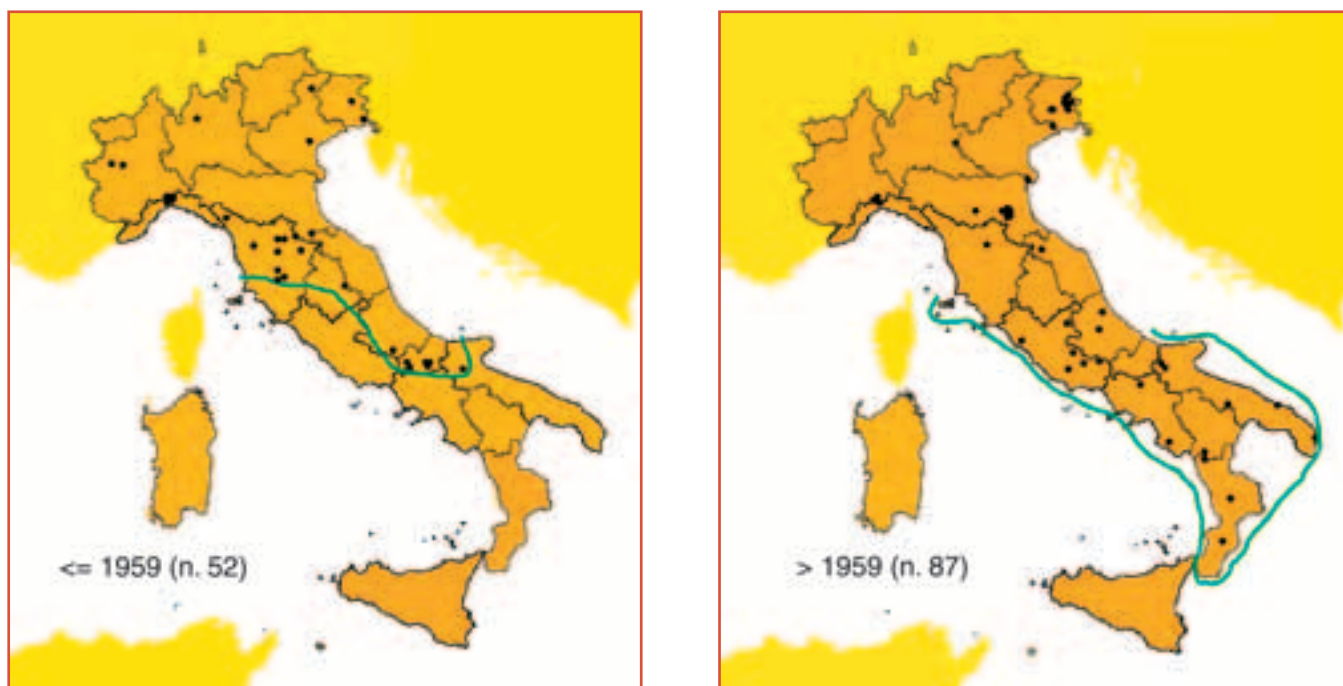 <= 1959 (n. 52)
> 1959 (n. 87)